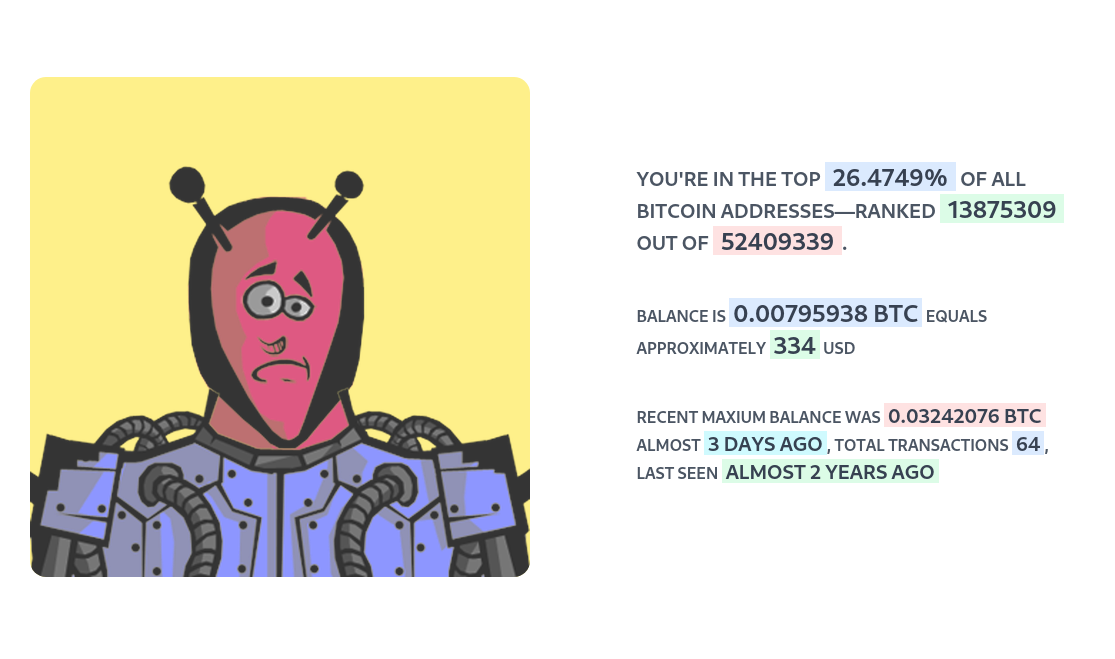 YOU'RE IN THE TOP 26.4749% OF ALL
BITCOIN ADDRESSES—RANKED 13875309
OUT OF 52409339 .
BALANCE IS 0.00795938 BTC EQUALS
APPROXIMATELY 334 USD
RECENT MAXIUM BALANCE WAS 0.03242076 BTC
ALMOST 3 DAYS AGO , TOTAL TRANSACTIONS 64 ,
LAST SEEN ALMOST 2 YEARS AGO